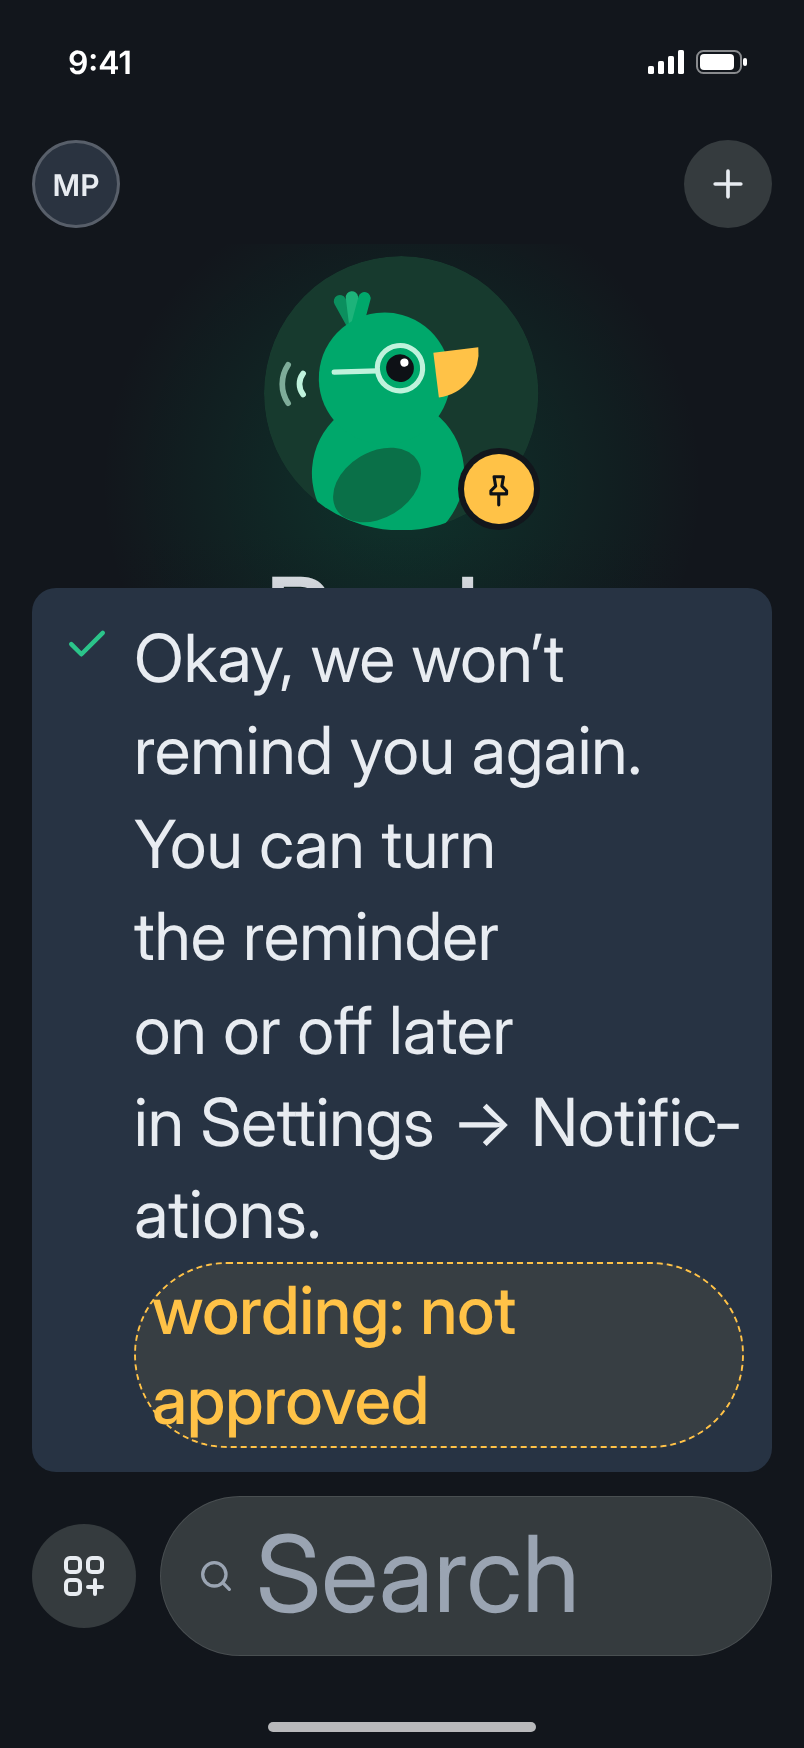 9:41
MP
Okay, we won’t
remind you again.
You can turn
the reminder
on or off later
in Settings → Notific-
ations.
wording: not
approved
Search